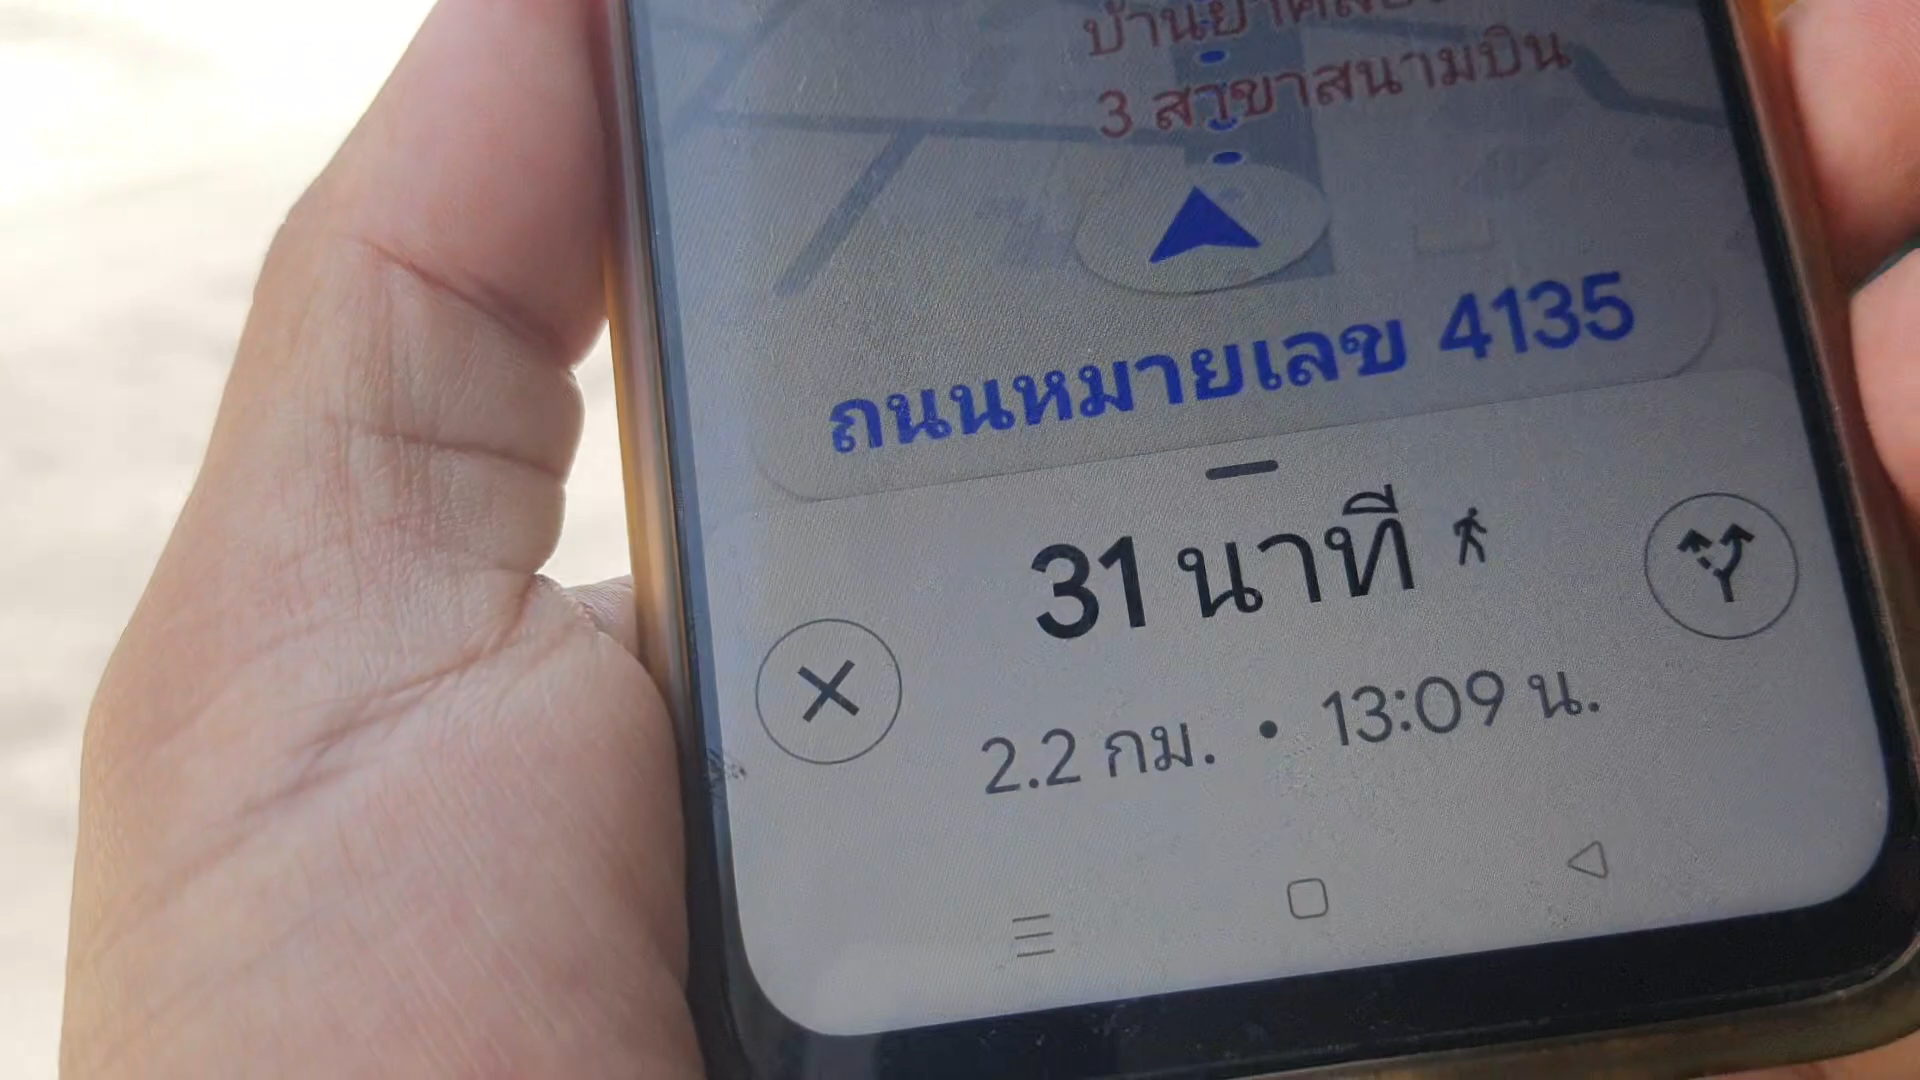 3 สาขาสนามบิน
ถนนหมายเลข 4135
31 นาที
2.2 กม. • 13:09 น.